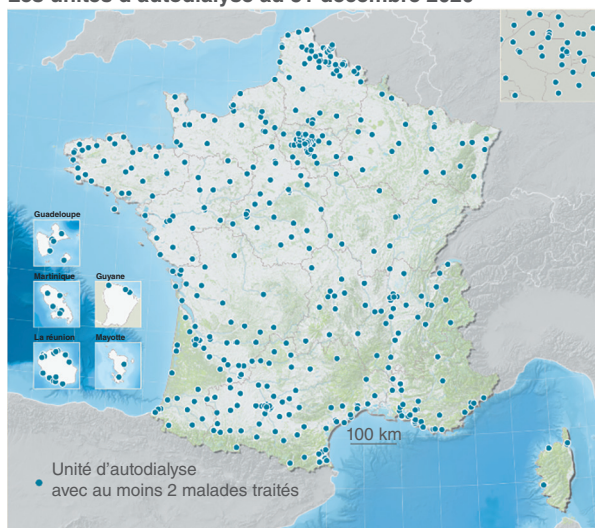 Guadeloupe
Martinique
Guyane
La réunion
Mayotte
100 km
Unité d'autodialyse
avec au moins 2 malades traités